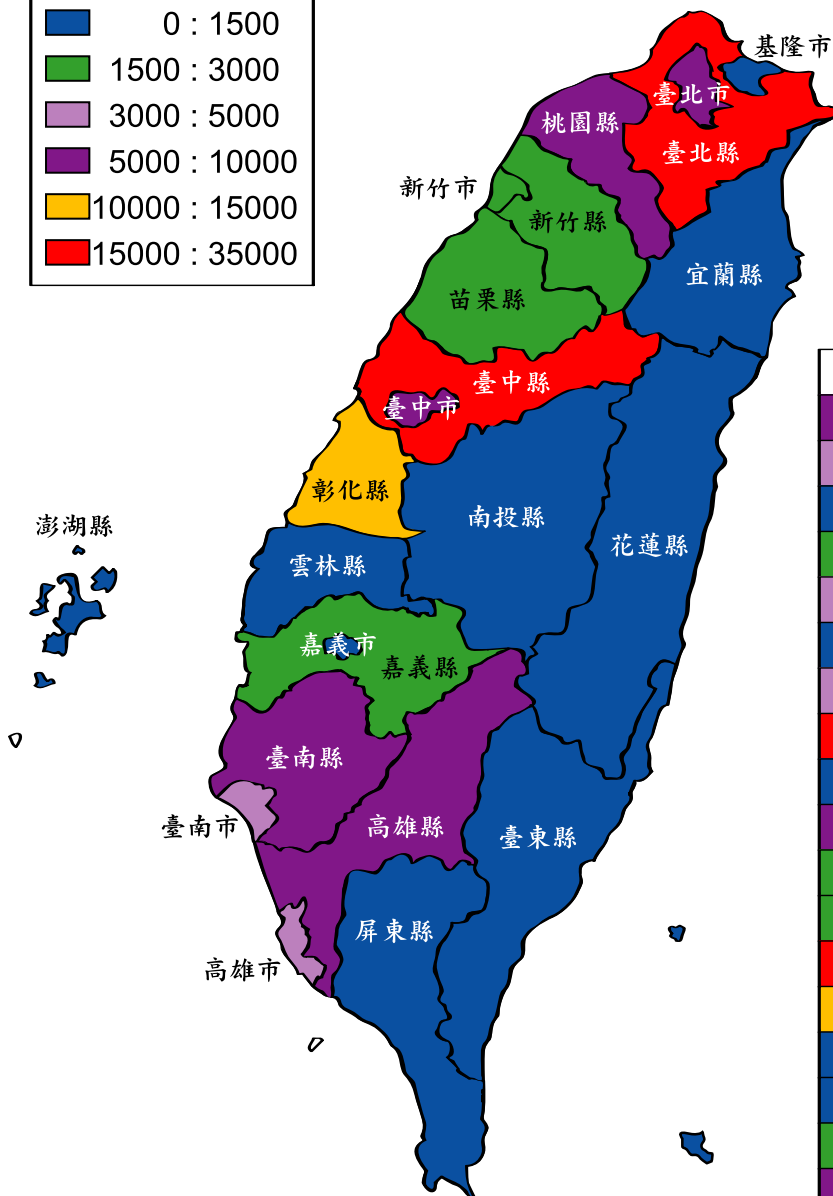 0 : 1500
1500 : 3000
3000 : 5000
5000 : 10000
10000 : 15000
15000 : 35000
基隆市
臺北市
桃園縣
臺北縣
新竹市
新竹縣
宜蘭縣
苗栗縣
臺中縣
臺中市
彰化縣
南投縣
澎湖縣
花蓮縣
雲林縣
嘉義市
嘉義縣
臺南縣
臺南市
高雄縣
臺東縣
屏東縣
高雄市